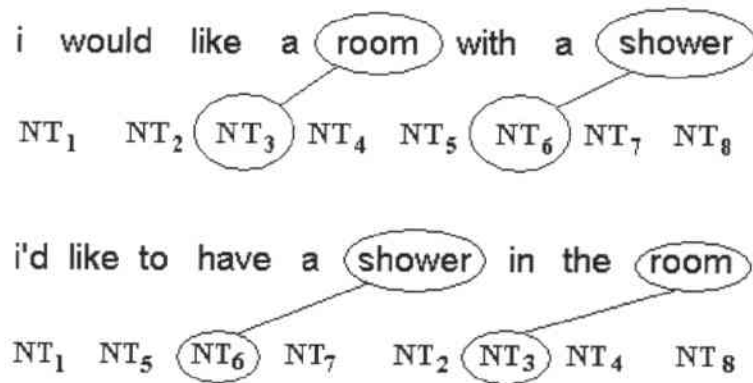 i would like a room with a shower
NT₁ NT₂ NT₃ NT₄ NT₅ NT₆ NT₇ NT₈
i'd like to have a shower in the room
NT₁ NT₅ NT₆ NT₇ NT₂ NT₃ NT₄ NT₈